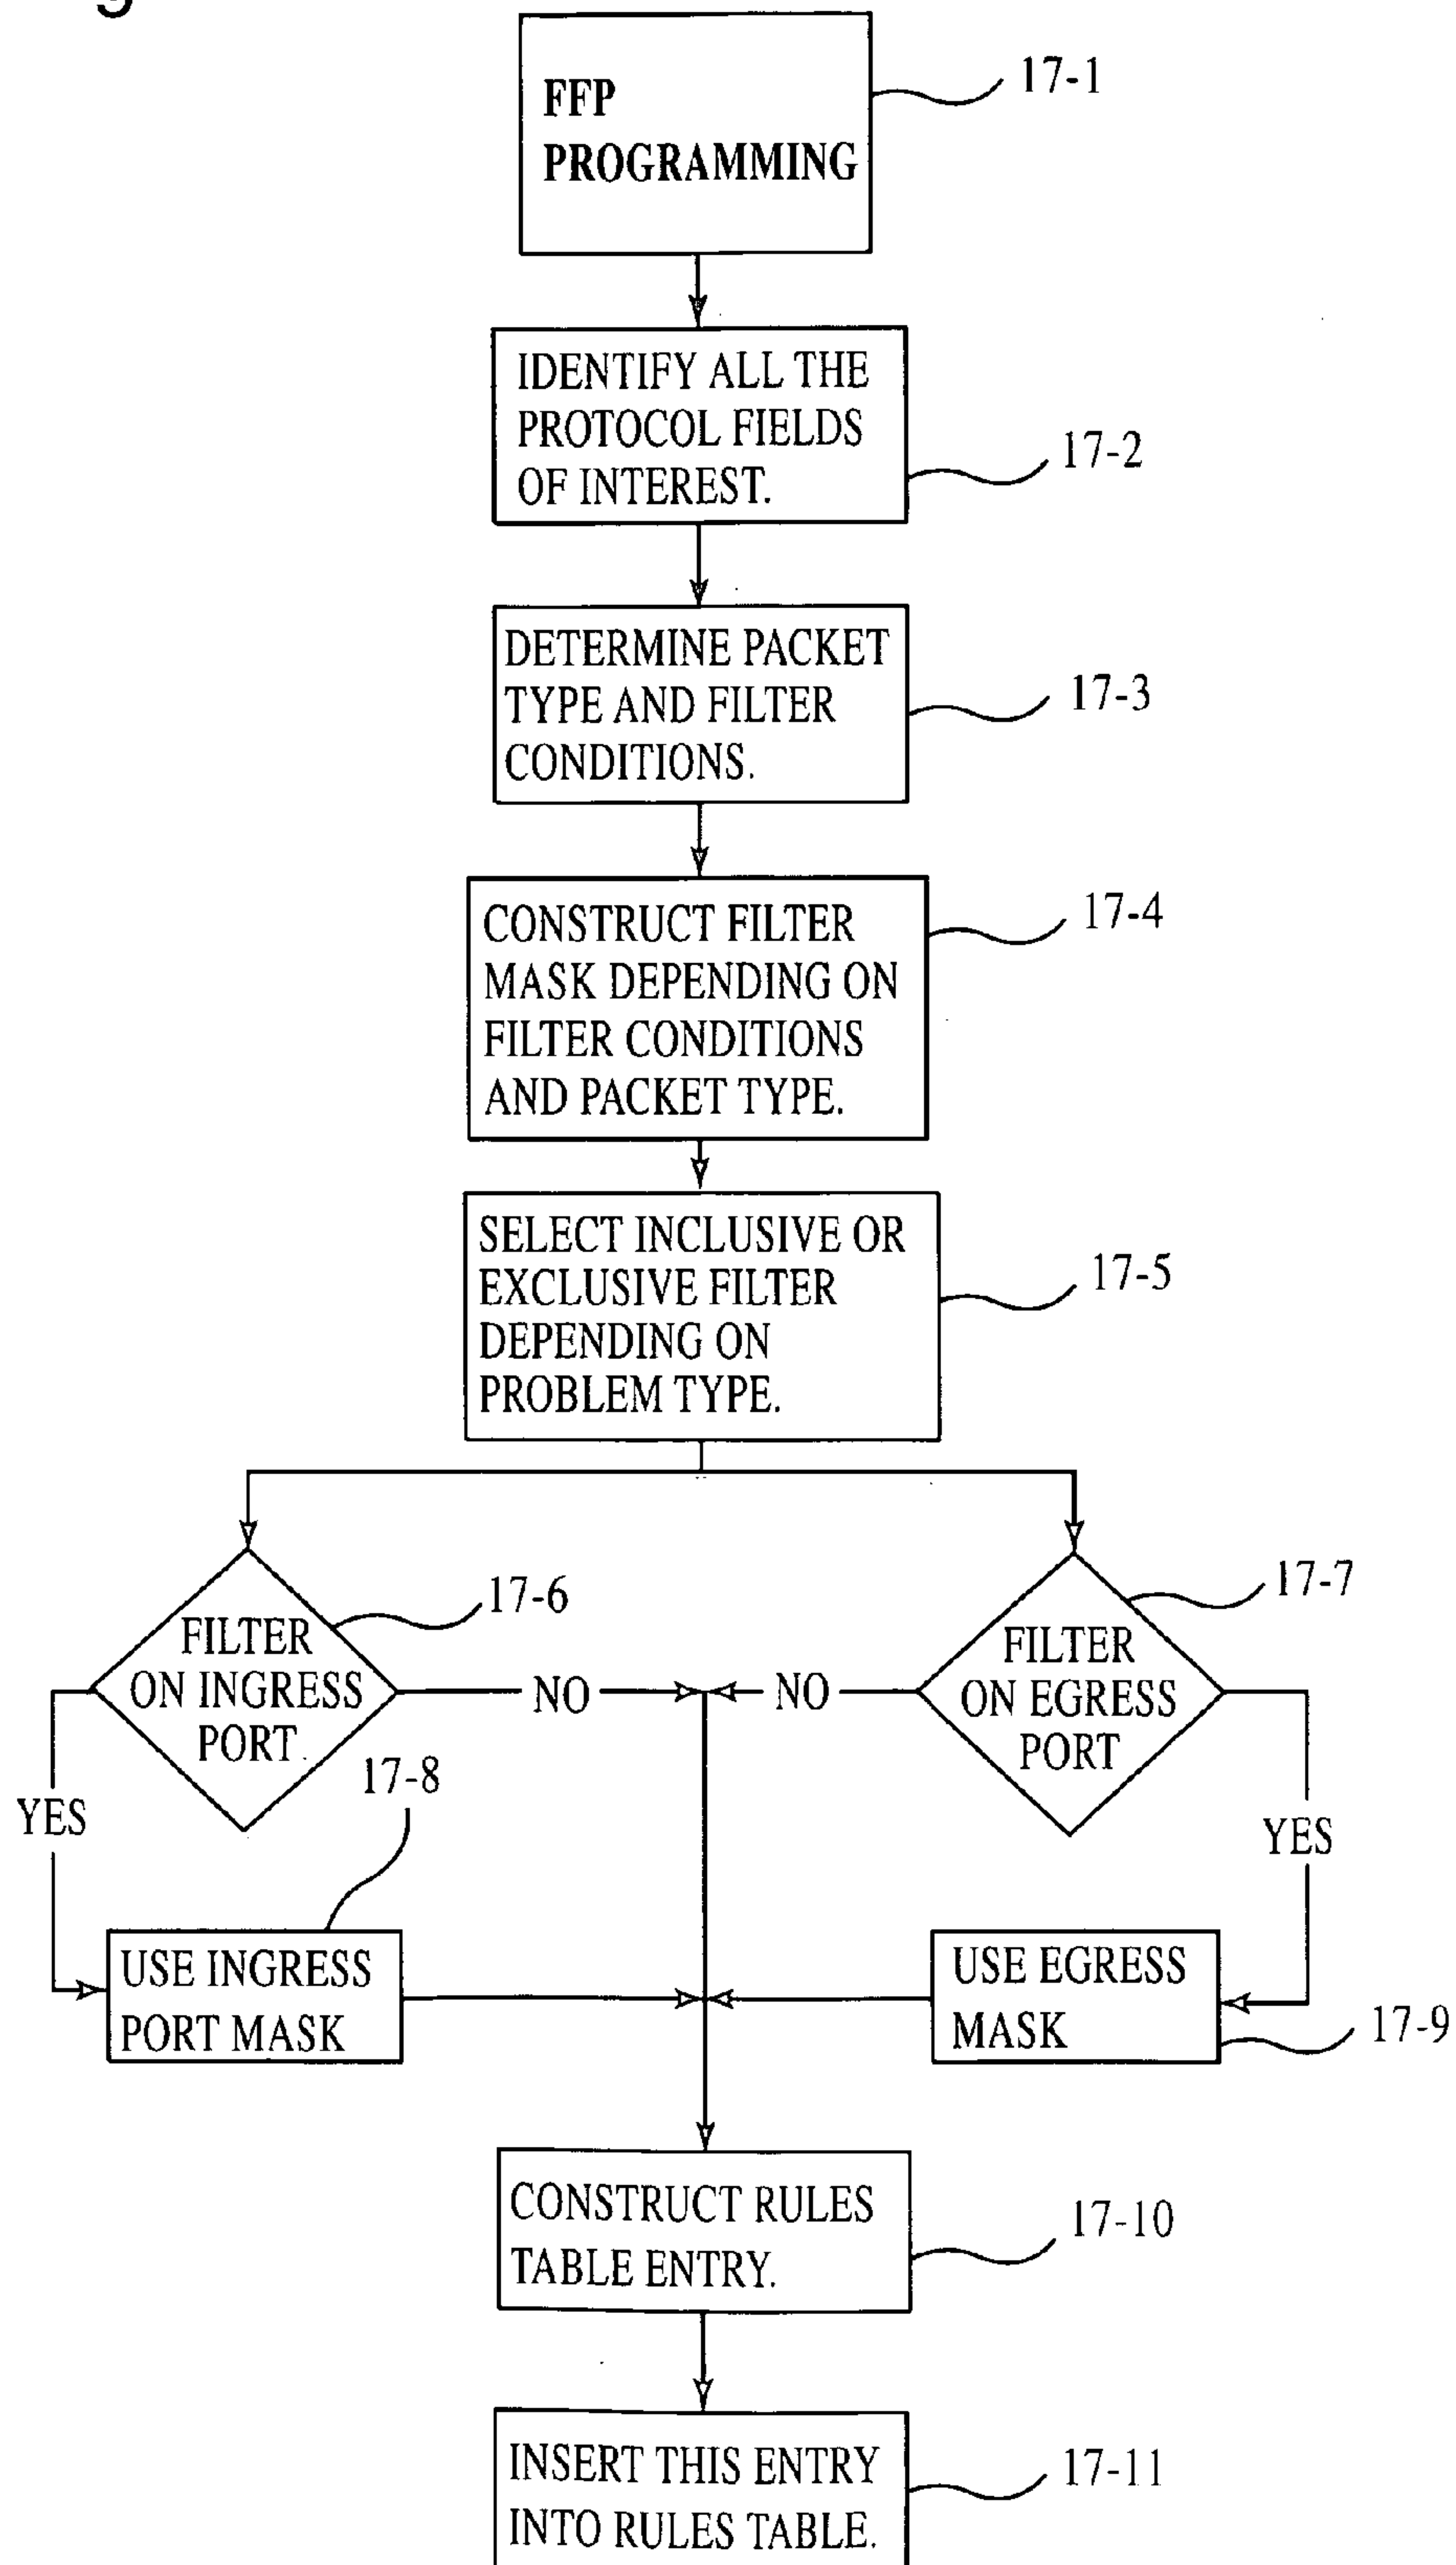 FFP
PROGRAMMING
17-1
IDENTIFY ALL THE
PROTOCOL FIELDS
OF INTEREST.
17-2
DETERMINE PACKET
TYPE AND FILTER
CONDITIONS.
17-3
CONSTRUCT FILTER
MASK DEPENDING ON
FILTER CONDITIONS
AND PACKET TYPE.
17-4
SELECT INCLUSIVE OR
EXCLUSIVE FILTER
DEPENDING ON
PROBLEM TYPE.
17-5
FILTER
ON INGRESS
PORT
17-6
NO
YES
FILTER
ON EGRESS
PORT
17-7
NO
YES
USE INGRESS
PORT MASK
17-8
USE EGRESS
MASK
17-9
CONSTRUCT RULES
TABLE ENTRY.
17-10
INSERT THIS ENTRY
INTO RULES TABLE.
17-11